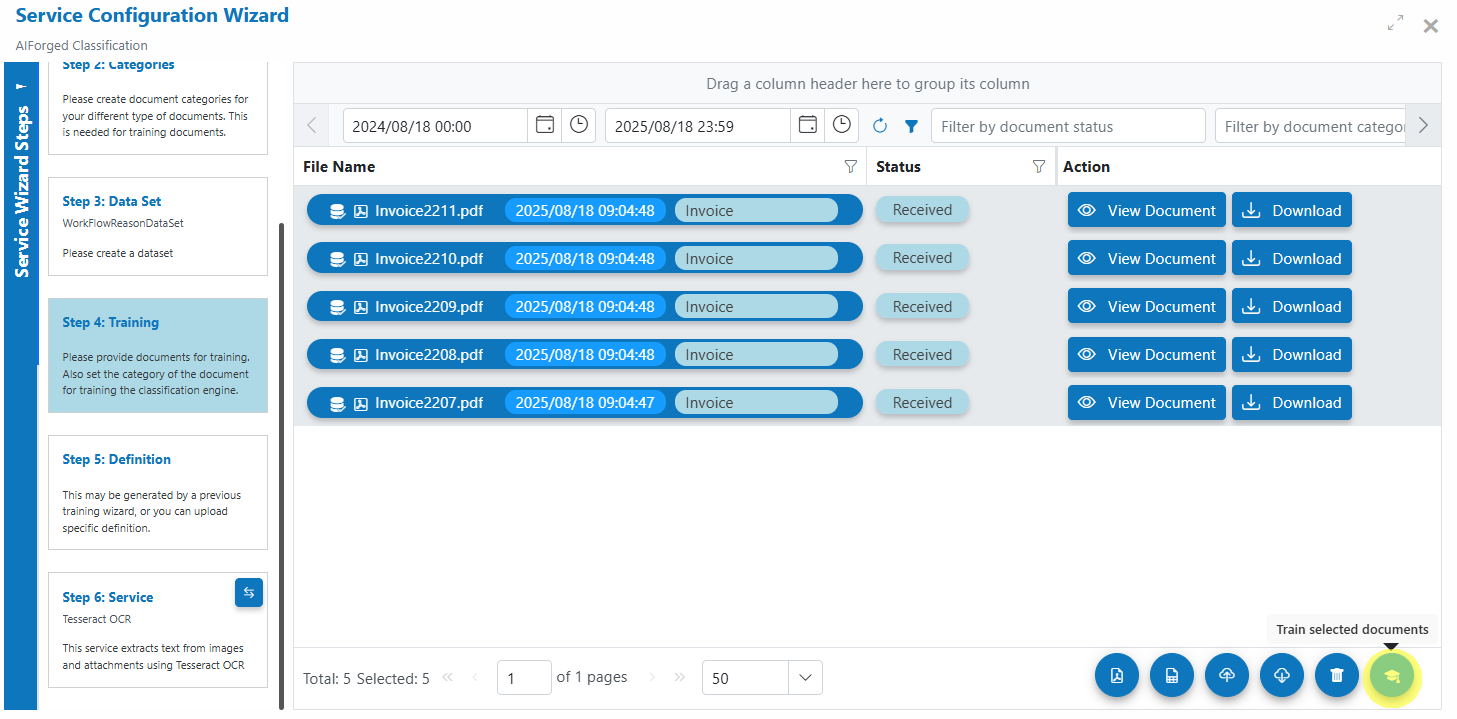 Service Configuration Wizard
AIForged Classification
Service Wizard Steps
Step 2: Categories
Please create document categories for
your different type of documents. This
is needed for training documents.
Step 3: Data Set
WorkFlowReasonDataSet
Please create a dataset
Step 4: Training
Please provide documents for training.
Also set the category of the document
for training the classification engine.
Step 5: Definition
This may be generated by a previous
training wizard, or you can upload
specific definition.
Step 6: Service
Tesseract OCR
This service extracts text from images
and attachments using Tesseract OCR
Drag a column header here to group its column
2024/08/18 00:00 2025/08/18 23:59 Filter by document status Filter by document catego
File Name Status Action
Invoice2211.pdf 2025/08/18 09:04:48 Invoice Received View Document Download
Invoice2210.pdf 2025/08/18 09:04:48 Invoice Received View Document Download
Invoice2209.pdf 2025/08/18 09:04:48 Invoice Received View Document Download
Invoice2208.pdf 2025/08/18 09:04:48 Invoice Received View Document Download
Invoice2207.pdf 2025/08/18 09:04:47 Invoice Received View Document Download
Train selected documents
Total: 5 Selected: 5 1 of 1 pages 50